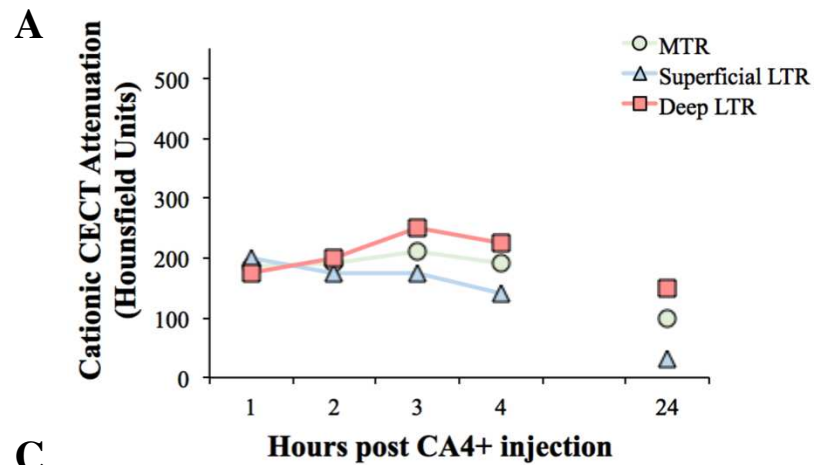 A
Cationic CECT Attenuation
(Hounsfield Units)
500
400
300
200
100
0
MTR
Superficial LTR
Deep LTR
1 2 3 4 24
Hours post CA4+ injection
C